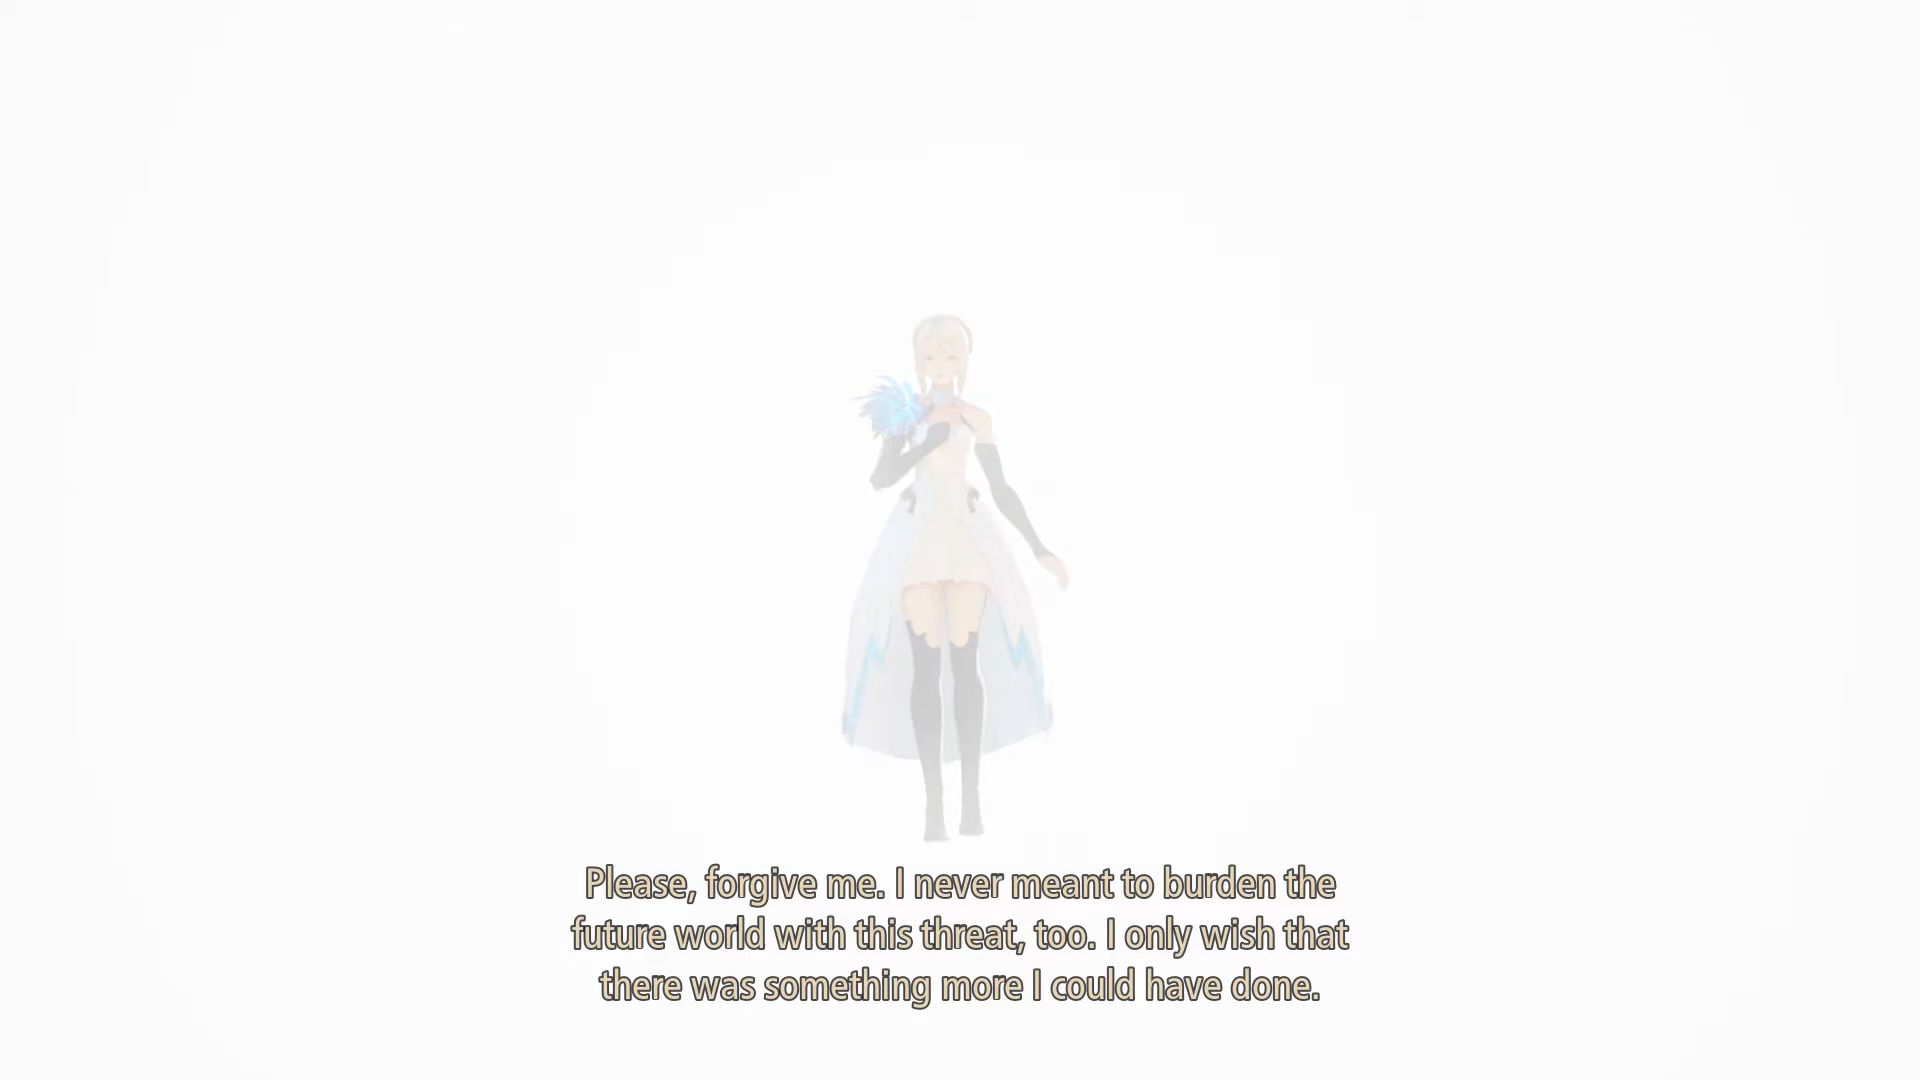 Please, forgive me. I never meant to burden the
future world with this threat, too. I only wish that
there was something more I could have done.